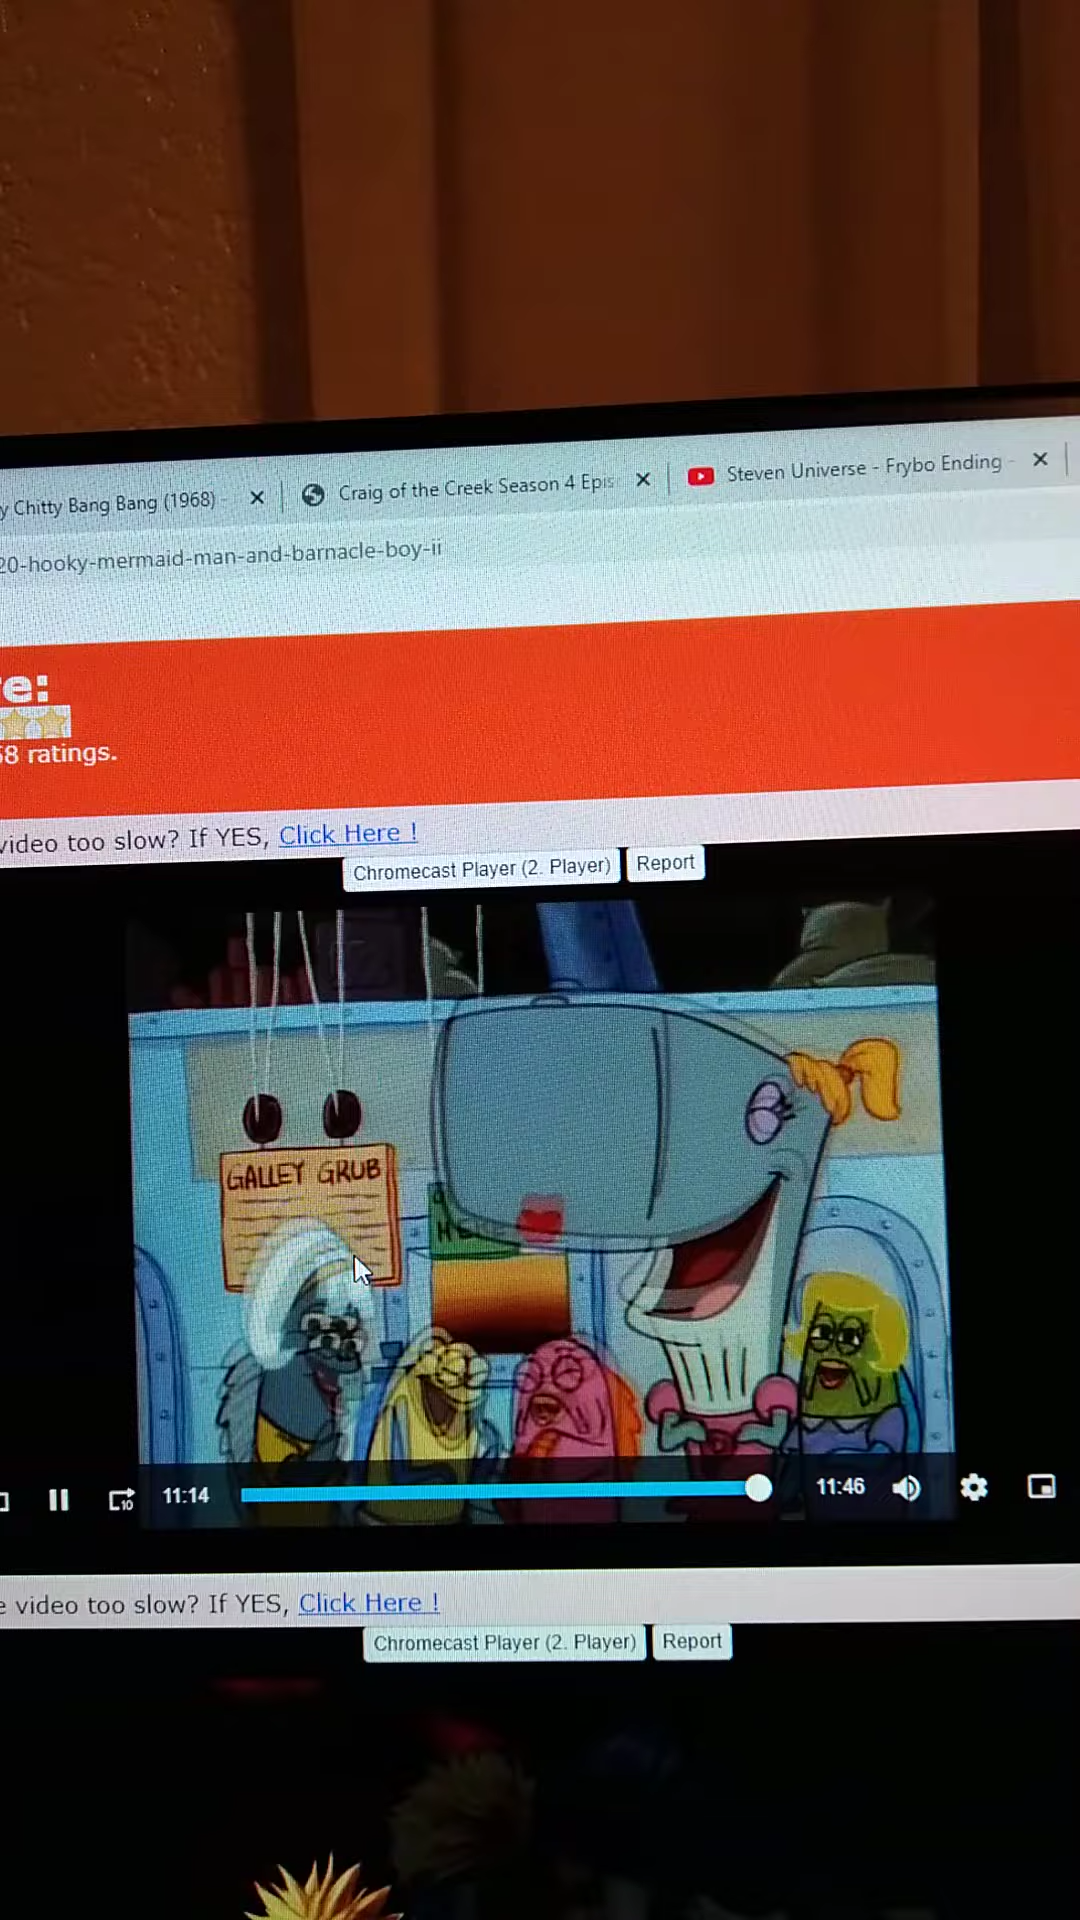 y Chitty Bang Bang (1968) -
Craig of the Creek Season 4 Epis
Steven Universe - Frybo Ending -
20-hooky-mermaid-man-and-barnacle-boy-ii
e:
58 ratings.
video too slow? If YES, Click Here !
Chromecast Player (2. Player)
Report
GALLEY GRUB
10
11:14
11:46
e video too slow? If YES, Click Here !
Chromecast Player (2. Player)
Report